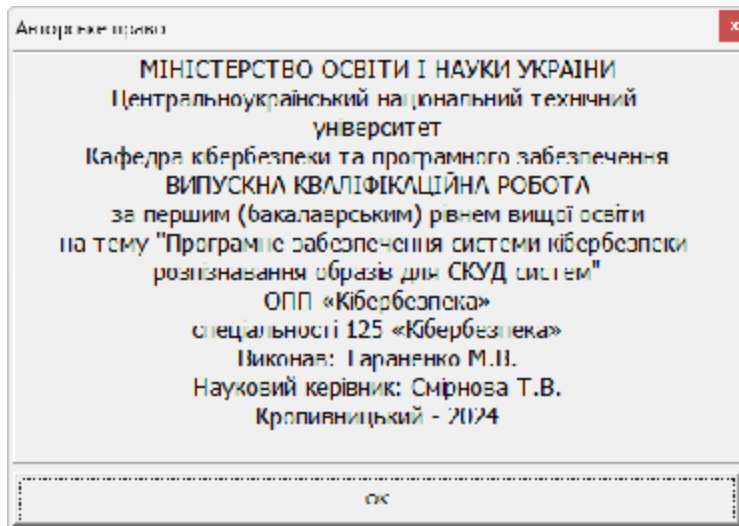 Авторське право
x
МІНІСТЕРСТВО ОСВІТИ І НАУКИ УКРАЇНИ
Центральноукраїнський національний технічний
університет
Кафедра кібербезпеки та програмного забезпечення
ВИПУСКНА КВАЛІФІКАЦІЙНА РОБОТА
за першим (бакалаврським) рівнем вищої освіти
на тему "Програмне забезпечення системи кібербезпеки
розпізнавання образів для СКУД систем"
ОПП «Кібербезпека»
спеціальності 125 «Кібербезпека»
Виконав: Тараненко М.В.
Науковий керівник: Смірнова Т.В.
Кропивницький - 2024
ОК